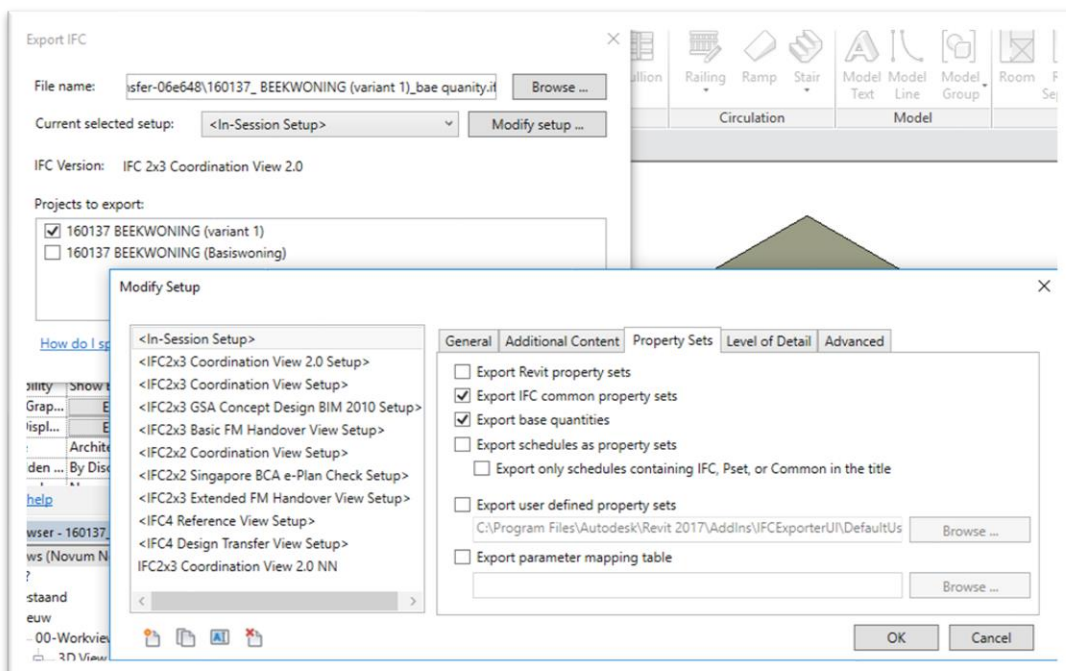 Export IFC
File name:
sfer-06e648\160137_ BEEKWONING (variant 1)_bae quanity.if
Browse ...
Current selected setup:
<In-Session Setup>
Modify setup ...
IFC Version: IFC 2x3 Coordination View 2.0
Projects to export:
160137 BEEKWONING (variant 1)
160137 BEEKWONING (Basiswoning)
How do I sp
Railing
Ramp
Stair
Model Text
Model Line
Model Group
Room
Circulation
Model
Modify Setup
<In-Session Setup>
<IFC2x3 Coordination View 2.0 Setup>
<IFC2x3 Coordination View Setup>
<IFC2x3 GSA Concept Design BIM 2010 Setup>
<IFC2x3 Basic FM Handover View Setup>
<IFC2x2 Coordination View Setup>
<IFC2x2 Singapore BCA e-Plan Check Setup>
<IFC2x3 Extended FM Handover View Setup>
<IFC4 Reference View Setup>
<IFC4 Design Transfer View Setup>
IFC2x3 Coordination View 2.0 NN
General
Additional Content
Property Sets
Level of Detail
Advanced
Export Revit property sets
Export IFC common property sets
Export base quantities
Export schedules as property sets
Export only schedules containing IFC, Pset, or Common in the title
Export user defined property sets
C:\Program Files\Autodesk\Revit 2017\AddIns\IFCExporterUI\DefaultUs
Browse ...
Export parameter mapping table
Browse ...
OK
Cancel
Grap...
Displ...
Archite
dden ... By Disc
help
wser - 160137_
ws (Novum N
?
staand
euw
00-Workview
3D View